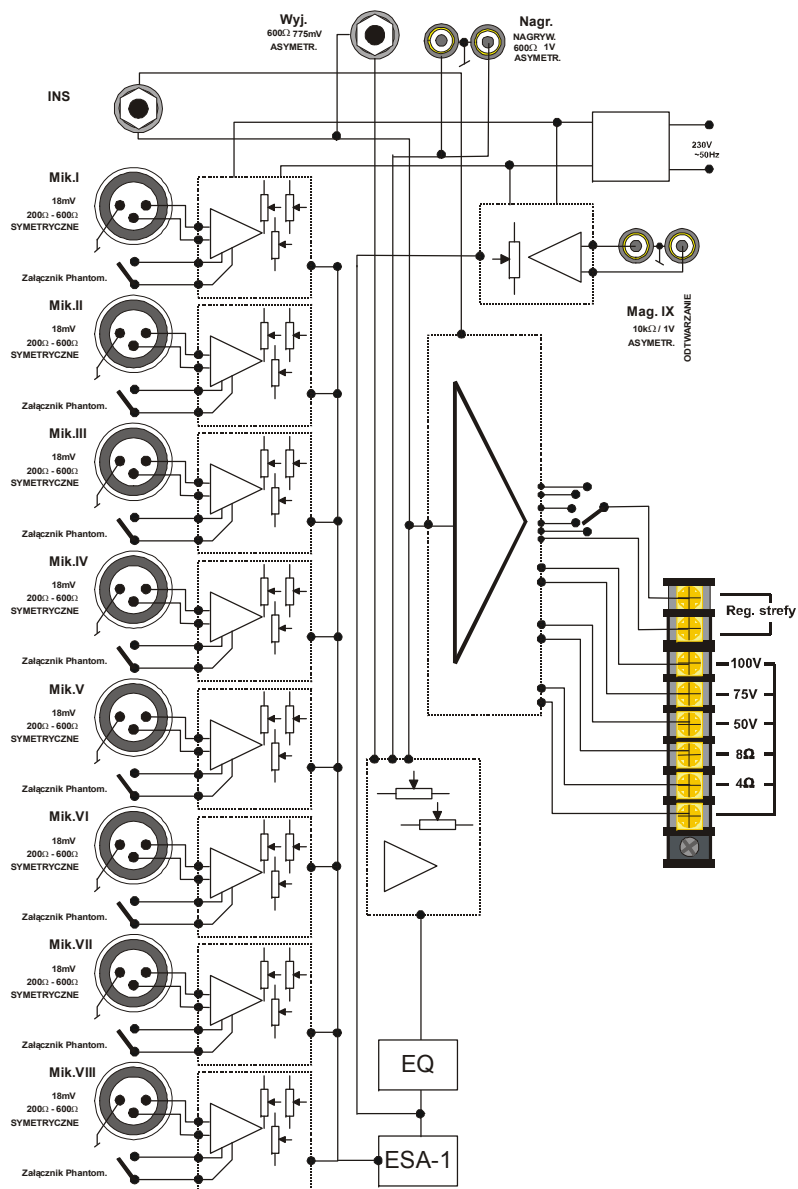 Wyj.
600Ω 775mV
ASYMETR.
Nagr.
NAGRYW.
600Ω 1V
ASYMETR.
INS
230V
~50Hz
Mik.I
18mV
200Ω - 600Ω
SYMETRYCZNE
Załącznik Phantom.
Mag. IX
10kΩ / 1V
ASYMETR.
ODTWARZANIE
Mik.II
18mV
200Ω - 600Ω
SYMETRYCZNE
Załącznik Phantom.
Mik.III
18mV
200Ω - 600Ω
SYMETRYCZNE
Załącznik Phantom.
Mik.IV
18mV
200Ω - 600Ω
SYMETRYCZNE
Załącznik Phantom.
Reg. strefy
100V
75V
50V
8Ω
4Ω
Mik.V
18mV
200Ω - 600Ω
SYMETRYCZNE
Załącznik Phantom.
Mik.VI
18mV
200Ω - 600Ω
SYMETRYCZNE
Załącznik Phantom.
Mik.VII
18mV
200Ω - 600Ω
SYMETRYCZNE
Załącznik Phantom.
Mik.VIII
18mV
200Ω - 600Ω
SYMETRYCZNE
Załącznik Phantom.
EQ
ESA-1